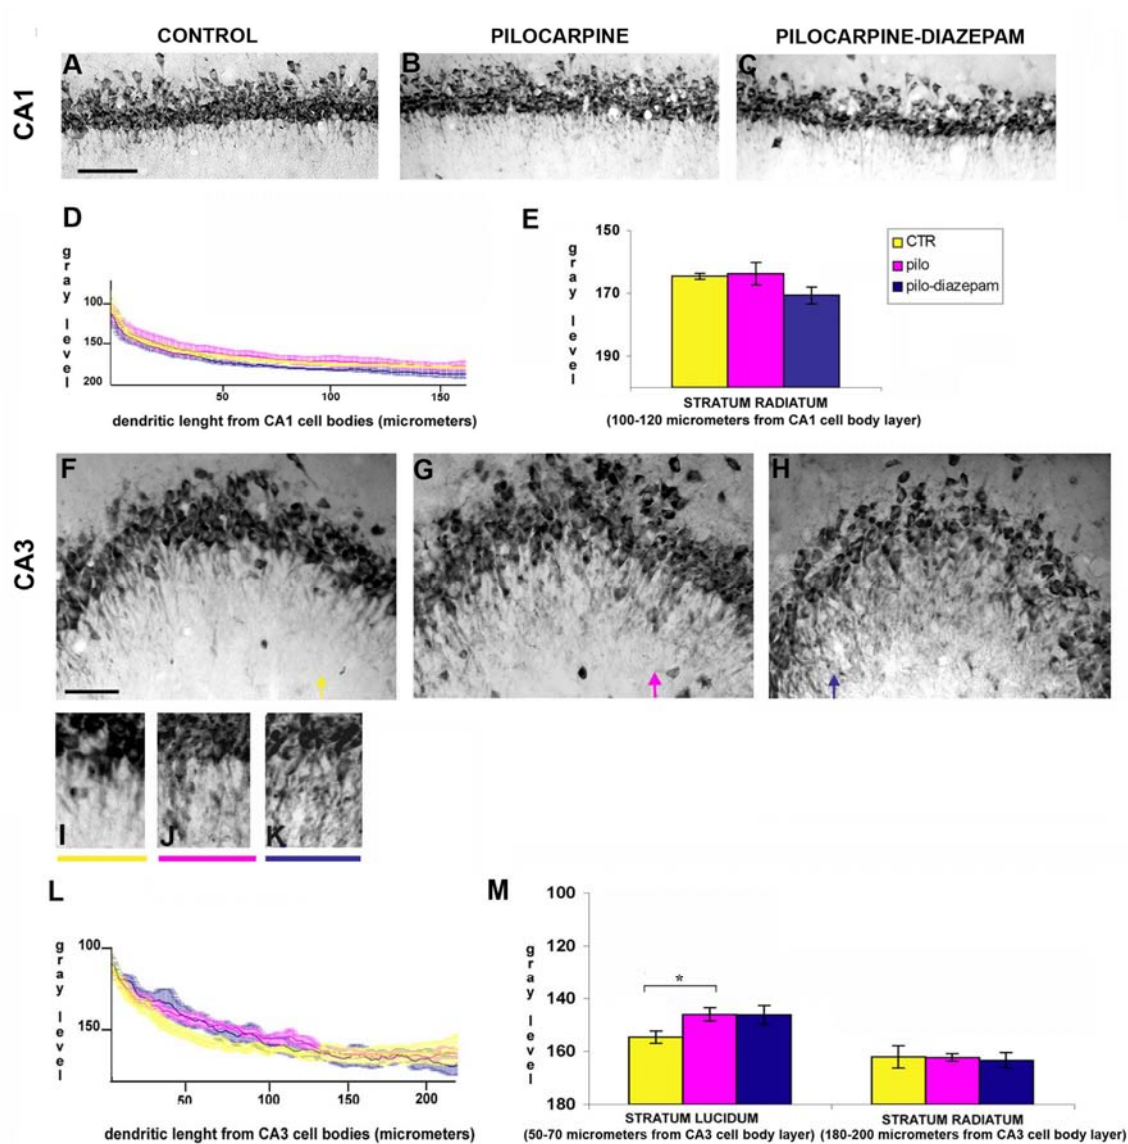 CONTROL
PILOCARPINE
PILOCARPINE-DIAZEPAM
CA1
A
B
C
D
gray level
100
150
200
50
100
150
dendritic lenght from CA1 cell bodies (micrometers)
E
gray level
150
170
190
STRATUM RADIATUM
(100-120 micrometers from CA1 cell body layer)
CTR
pilo
pilo-diazepam
CA3
F
G
H
I
J
K
L
gray level
100
150
50
100
150
200
dendritic lenght from CA3 cell bodies (micrometers)
M
gray level
100
120
140
160
180
*
STRATUM LUCIDUM
(50-70 micrometers from CA3 cell body layer)
STRATUM RADIATUM
(180-200 micrometers from CA3 cell body layer)